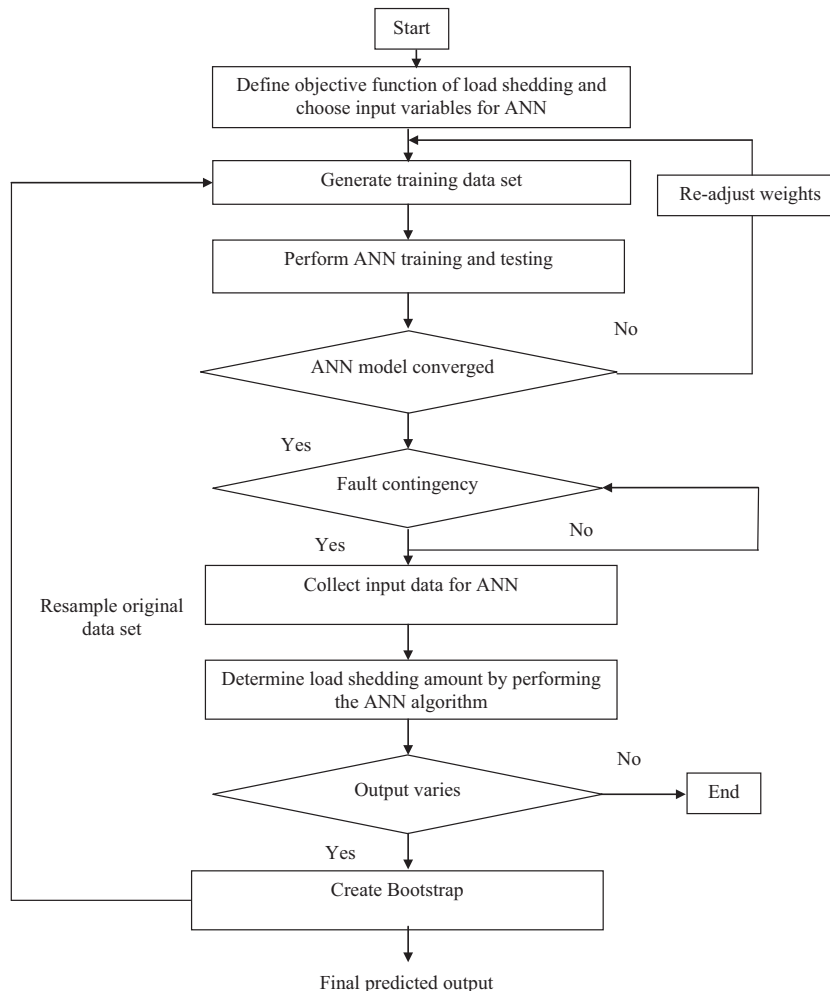 Start
Define objective function of load shedding and
choose input variables for ANN
Generate training data set
Re-adjust weights
Perform ANN training and testing
No
ANN model converged
Yes
Fault contingency
No
Yes
Collect input data for ANN
Resample original
data set
Determine load shedding amount by performing
the ANN algorithm
No
Output varies
End
Yes
Create Bootstrap
Final predicted output